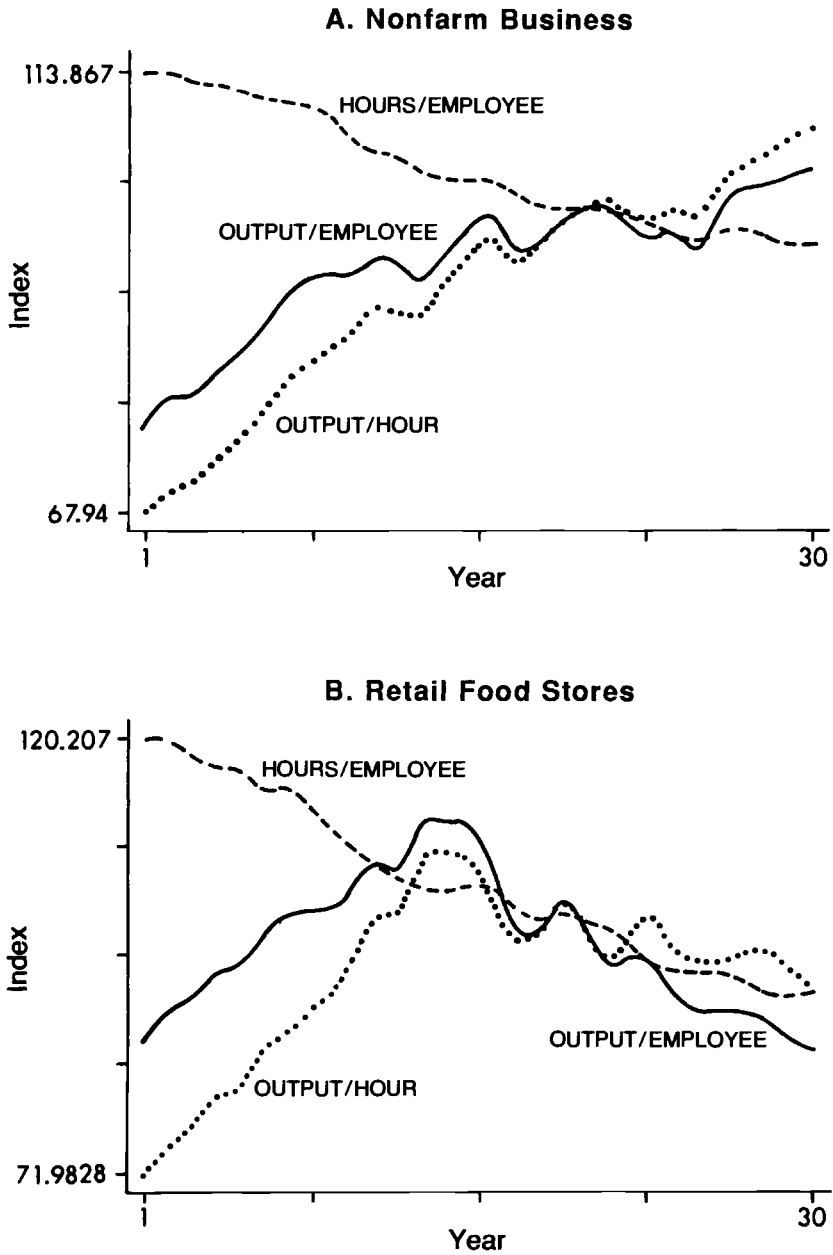 A. Nonfarm Business
113.867
HOURS/EMPLOYEE
OUTPUT/EMPLOYEE
Index
OUTPUT/HOUR
67.94
1
30
Year
B. Retail Food Stores
120.207
HOURS/EMPLOYEE
Index
OUTPUT/EMPLOYEE
OUTPUT/HOUR
71.9828
1
30
Year